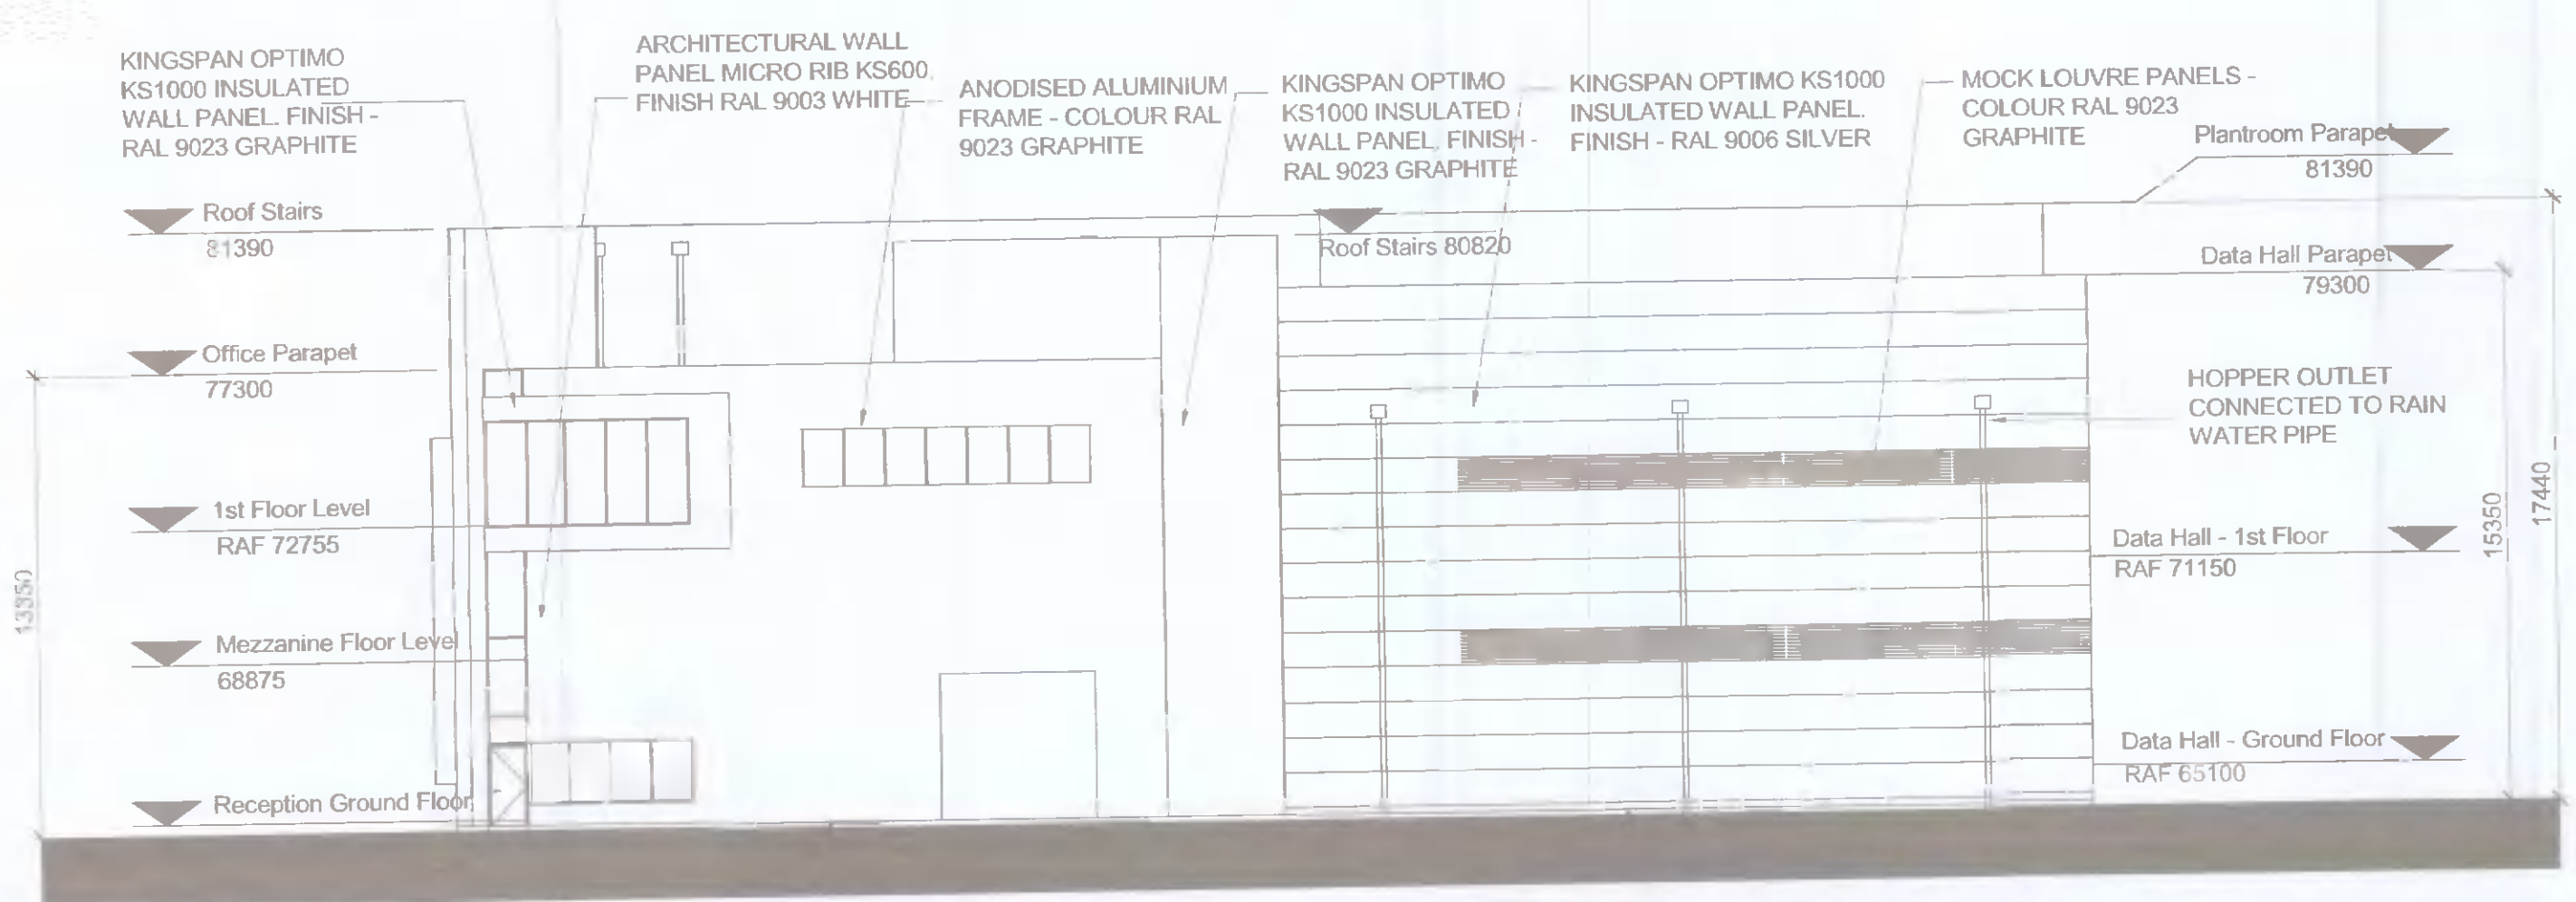 KINGSPAN OPTIMO
KS1000 INSULATED
WALL PANEL. FINISH -
RAL 9023 GRAPHITE
ARCHITECTURAL WALL
PANEL MICRO RIB KS600,
FINISH RAL 9003 WHITE
ANODISED ALUMINIUM
FRAME - COLOUR RAL
9023 GRAPHITE
KINGSPAN OPTIMO
KS1000 INSULATED
WALL PANEL. FINISH -
RAL 9023 GRAPHITE
KINGSPAN OPTIMO KS1000
INSULATED WALL PANEL.
FINISH - RAL 9006 SILVER
MOCK LOUVRE PANELS -
COLOUR RAL 9023
GRAPHITE
Plantroom Parapet
81390
Roof Stairs
81390
Roof Stairs 80820
Data Hall Parapet
79300
Office Parapet
77300
HOPPER OUTLET
CONNECTED TO RAIN
WATER PIPE
1st Floor Level
RAF 72755
Data Hall - 1st Floor
RAF 71150
Mezzanine Floor Level
68875
Data Hall - Ground Floor
RAF 65100
Reception Ground Floor
13350
15350
17440